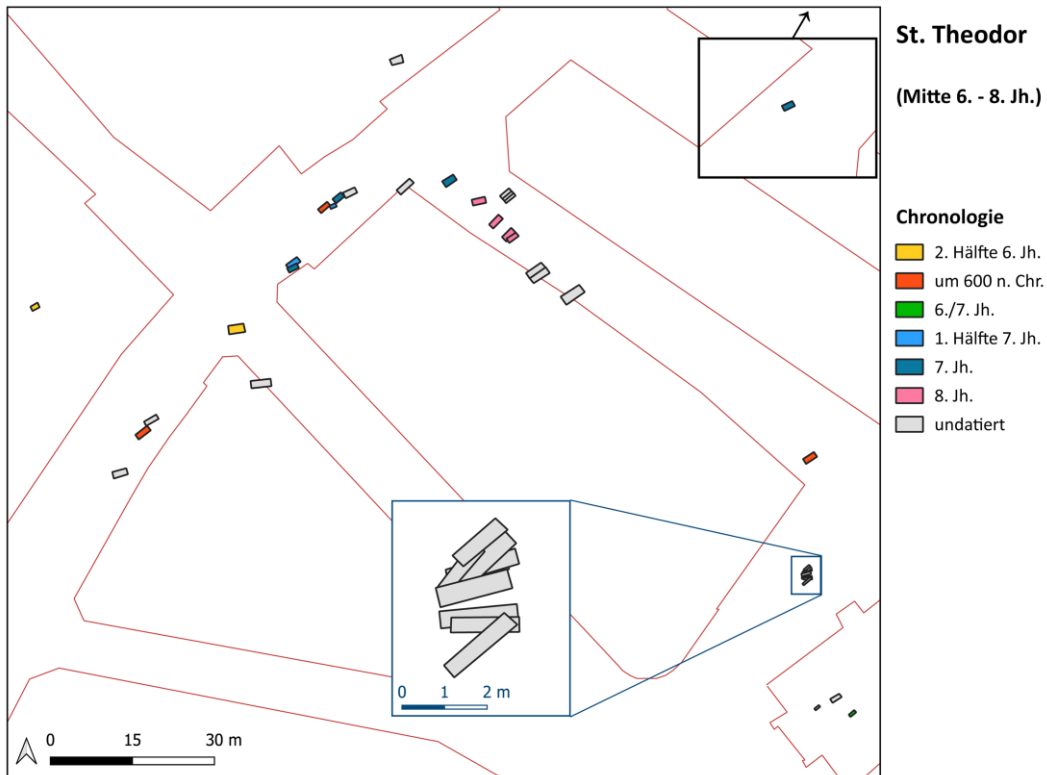 St. Theodor
(Mitte 6. - 8. Jh.)
Chronologie
2. Hälfte 6. Jh.
um 600 n. Chr.
6./7. Jh.
1. Hälfte 7. Jh.
7. Jh.
8. Jh.
undatiert
0 1 2 m
0 15 30 m